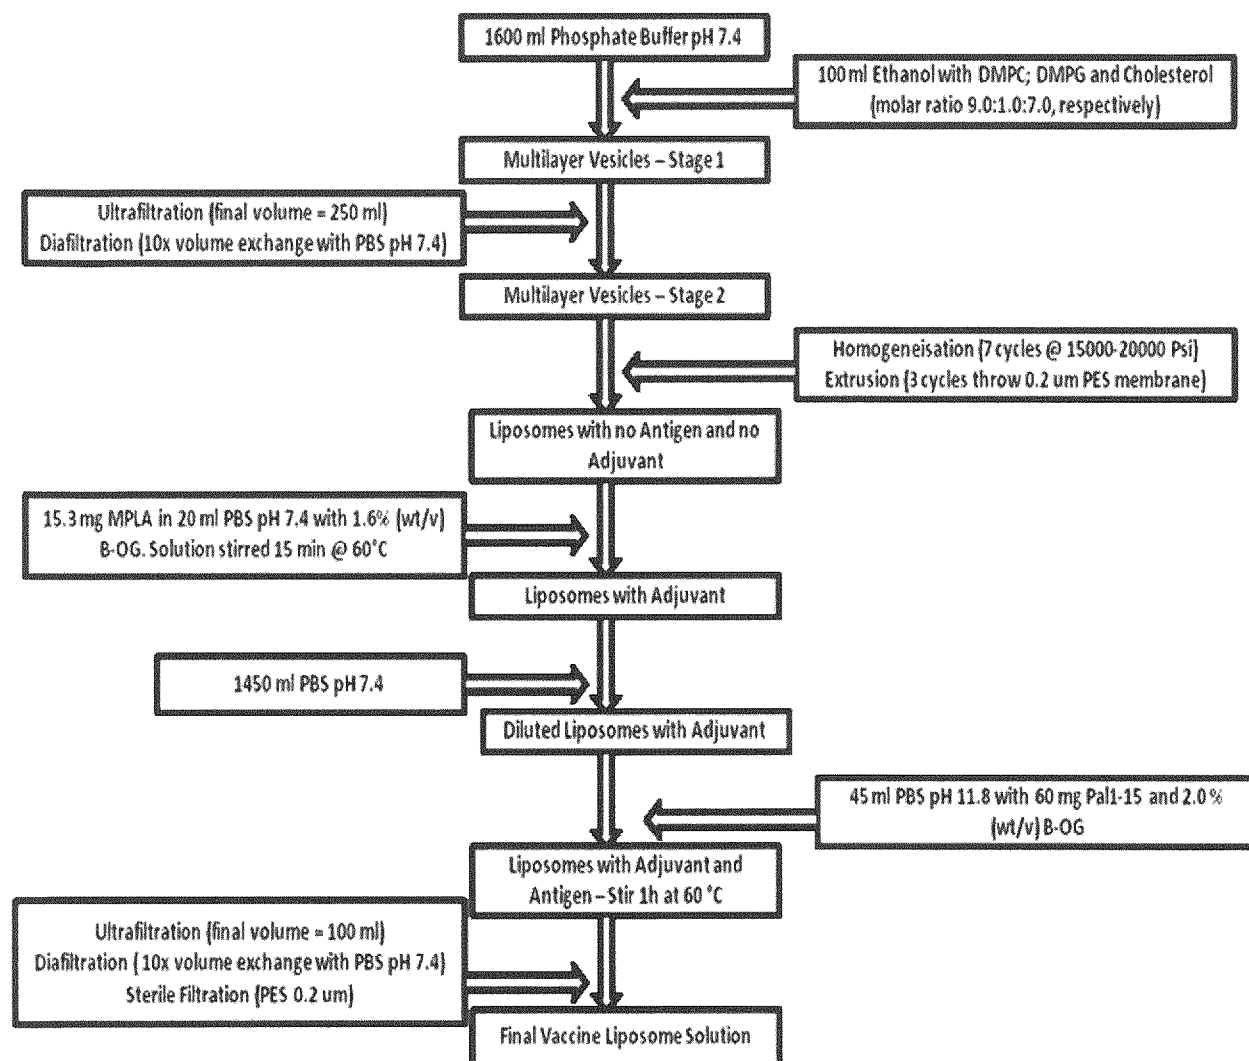 1600 ml Phosphate Buffer pH 7.4
100 ml Ethanol with DMPC; DMPG and Cholesterol
(molar ratio 9.0:1.0:7.0, respectively)
Multilayer Vesicles – Stage 1
Ultrafiltration (final volume = 250 ml)
Diafiltration (10x volume exchange with PBS pH 7.4)
Multilayer Vesicles – Stage 2
Homogeneisation (7 cycles @ 15000-20000 Psi)
Extrusion (3 cycles throw 0.2 um PES membrane)
Liposomes with no Antigen and no
Adjuvant
15.3 mg MPLA in 20 ml PBS pH 7.4 with 1.6% (wt/v)
B-OG. Solution stirred 15 min @ 60°C
Liposomes with Adjuvant
1450 ml PBS pH 7.4
Diluted Liposomes with Adjuvant
45 ml PBS pH 11.8 with 60 mg Pal1-15 and 2.0 %
(wt/v) B-OG
Liposomes with Adjuvant and
Antigen – Stir 1h at 60 °C
Ultrafiltration (final volume = 100 ml)
Diafiltration ( 10x volume exchange with PBS pH 7.4)
Sterile Filtration (PES 0.2 um)
Final Vaccine Liposome Solution